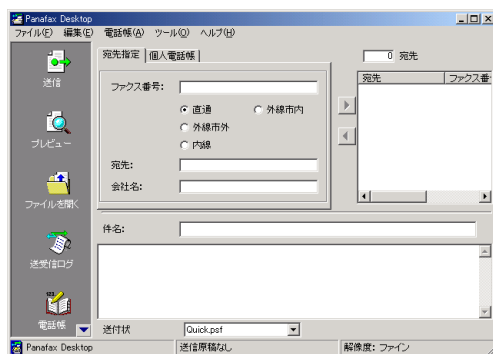 Panafax Desktop
ファイル(F) 編集(E) 電話帳(A) ツール(O) ヘルプ(H)
送信
プレビュー
ファイルを開く
送受信ログ
電話帳
宛先指定 個人電話帳
ファクス番号:
直通 外線市内
外線市外
内線
宛先:
会社名:
0 宛先
宛先 ファクス番
件名:
送付状 Quick.psf
Panafax Desktop 送信原稿なし 解像度: ファイン